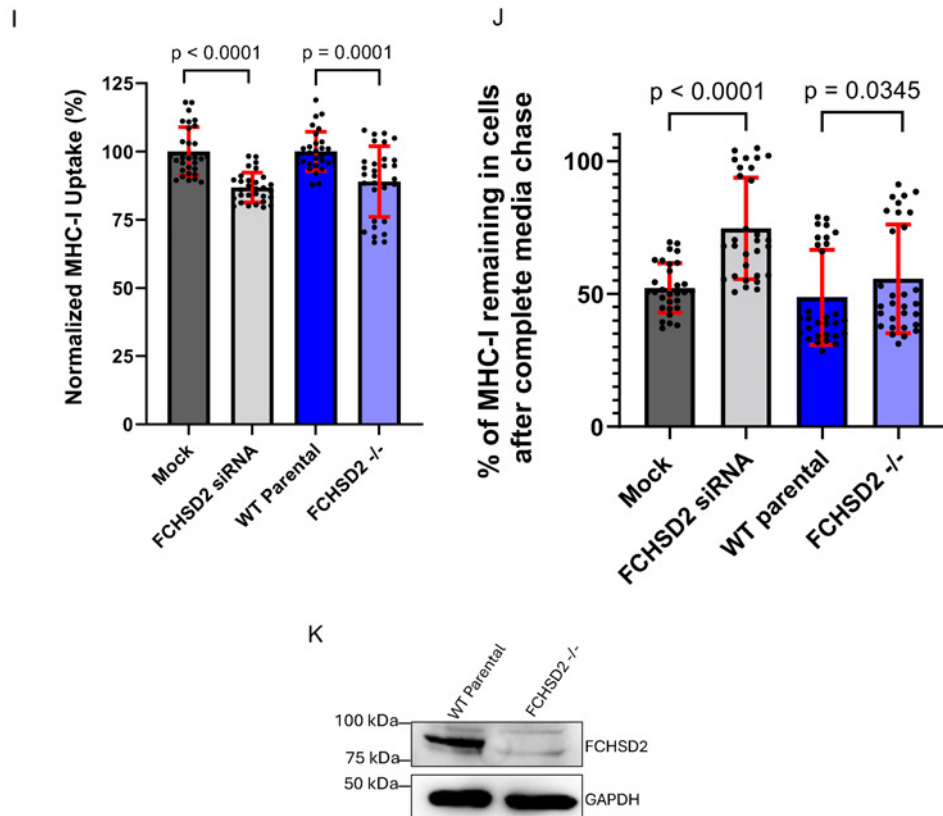 I
p < 0.0001
p = 0.0001
Normalized MHC-I Uptake (%)
125
100
75
50
25
0
Mock
FCHSD2 siRNA
WT Parental
FCHSD2 -/-
J
p < 0.0001
p = 0.0345
% of MHC-I remaining in cells
after complete media chase
100
50
0
Mock
FCHSD2 siRNA
WT parental
FCHSD2 -/-
K
WT Parental
FCHSD2 -/-
100 kDa
75 kDa
FCHSD2
50 kDa
GAPDH